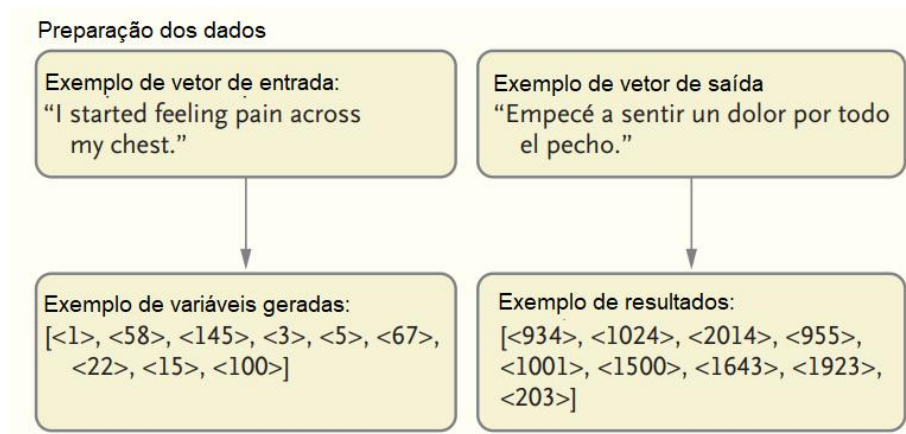 Preparação dos dados
Exemplo de vetor de entrada:
“I started feeling pain across
my chest.”
Exemplo de vetor de saída
“Empecé a sentir un dolor por todo
el pecho.”
Exemplo de variáveis geradas:
[<1>, <58>, <145>, <3>, <5>, <67>,
<22>, <15>, <100>]
Exemplo de resultados:
[<934>, <1024>, <2014>, <955>,
<1001>, <1500>, <1643>, <1923>,
<203>]